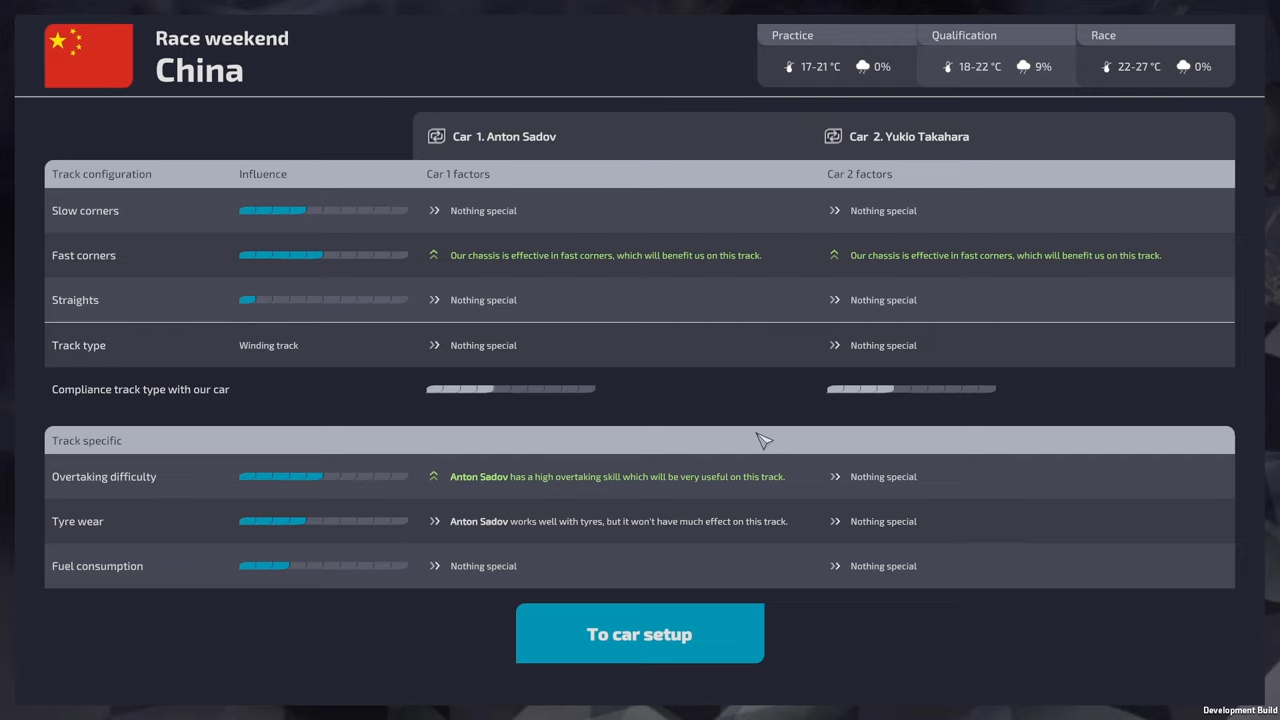 Race weekend
China
Practice
Qualification
Race
17-21 °C
0%
18-22 °C
9%
22-27 °C
0%
Car 1. Anton Sadov
Car 2. Yukio Takahara
Track configuration
Influence
Car 1 factors
Car 2 factors
Slow corners
Nothing special
Nothing special
Fast corners
Our chassis is effective in fast corners, which will benefit us on this track.
Our chassis is effective in fast corners, which will benefit us on this track.
Straights
Nothing special
Nothing special
Track type
Winding track
Nothing special
Nothing special
Compliance track type with our car
Track specific
Overtaking difficulty
Anton Sadov has a high overtaking skill which will be very useful on this track.
Nothing special
Tyre wear
Anton Sadov works well with tyres, but it won't have much effect on this track.
Nothing special
Fuel consumption
Nothing special
Nothing special
To car setup
Development Build